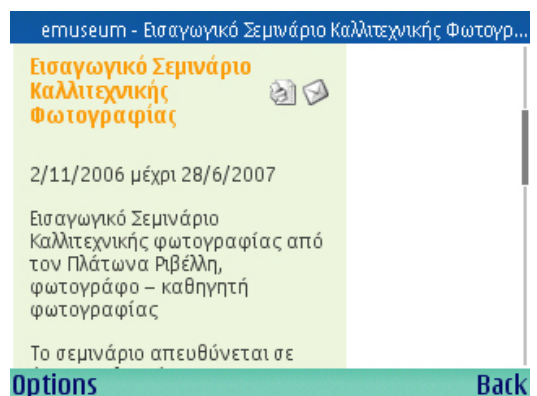 emuseum - Εισαγωγικό Σεμινάριο Καλλιτεχνικής Φωτογρ...
Εισαγωγικό Σεμινάριο
Καλλιτεχνικής
Φωτογραφίας
2/11/2006 μέχρι 28/6/2007
Εισαγωγικό Σεμινάριο
Καλλιτεχνικής φωτογραφίας από
τον Πλάτωνα Ριβέλλη,
φωτογράφο – καθηγητή
φωτογραφίας
Το σεμινάριο απευθύνεται σε
Options
Back